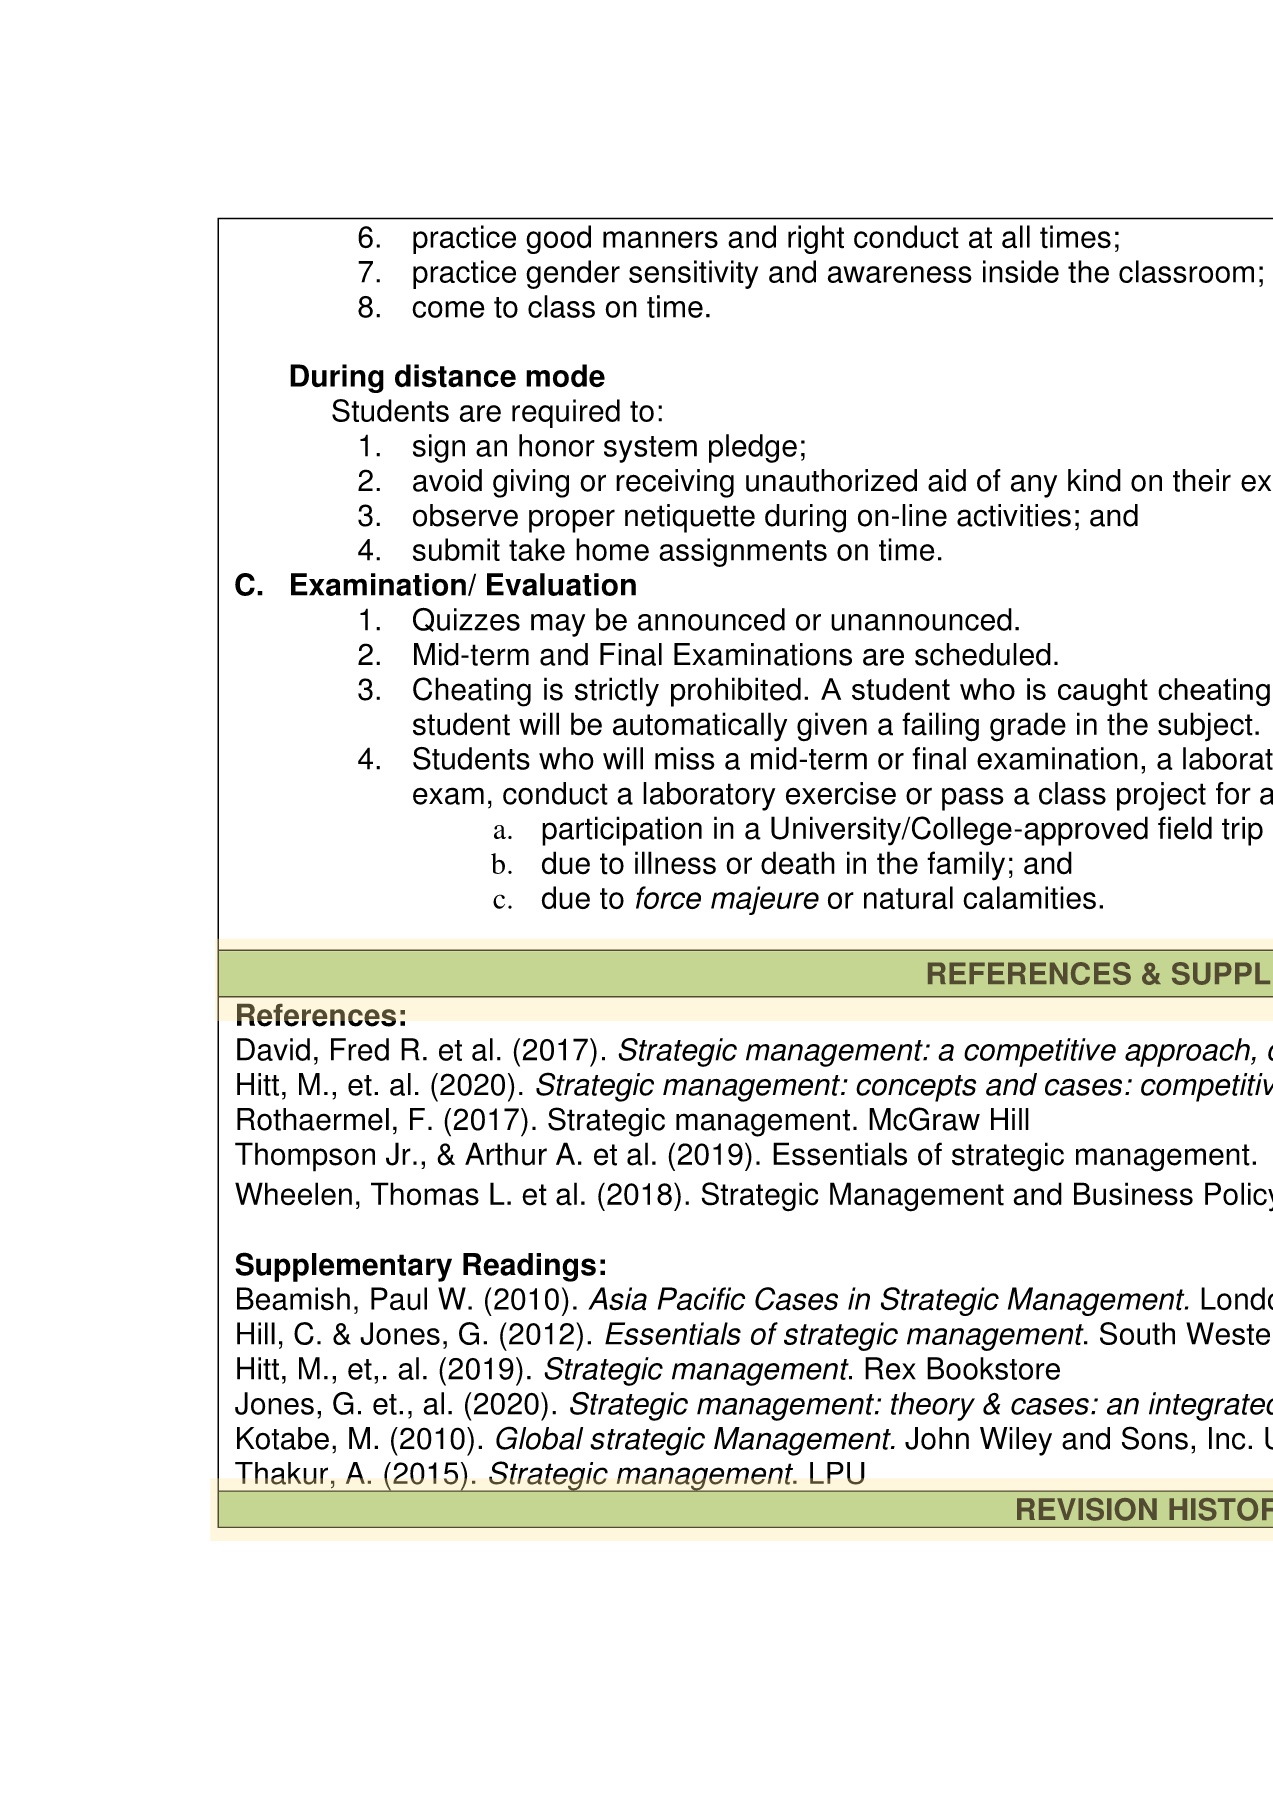 6. practice good manners and right conduct at all times;
7. practice gender sensitivity and awareness inside the classroom;
8. come to class on time.
During distance mode
Students are required to:
1. sign an honor system pledge;
2. avoid giving or receiving unauthorized aid of any kind on their ex
3. observe proper netiquette during on-line activities; and
4. submit take home assignments on time.
C. Examination/ Evaluation
1. Quizzes may be announced or unannounced.
2. Mid-term and Final Examinations are scheduled.
3. Cheating is strictly prohibited. A student who is caught cheating
student will be automatically given a failing grade in the subject.
4. Students who will miss a mid-term or final examination, a laborat
exam, conduct a laboratory exercise or pass a class project for a
a. participation in a University/College-approved field trip
b. due to illness or death in the family; and
c. due to force majeure or natural calamities.
REFERENCES & SUPPL
References:
David, Fred R. et al. (2017). Strategic management: a competitive approach,
Hitt, M., et. al. (2020). Strategic management: concepts and cases: competitiv
Rothaermel, F. (2017). Strategic management. McGraw Hill
Thompson Jr., & Arthur A. et al. (2019). Essentials of strategic management.
Wheelen, Thomas L. et al. (2018). Strategic Management and Business Policy
Supplementary Readings:
Beamish, Paul W. (2010). Asia Pacific Cases in Strategic Management. Londo
Hill, C. & Jones, G. (2012). Essentials of strategic management. South Weste
Hitt, M., et,. al. (2019). Strategic management. Rex Bookstore
Jones, G. et., al. (2020). Strategic management: theory & cases: an integrated
Kotabe, M. (2010). Global strategic Management. John Wiley and Sons, Inc. U
Thakur, A. (2015). Strategic management. LPU
REVISION HISTOR